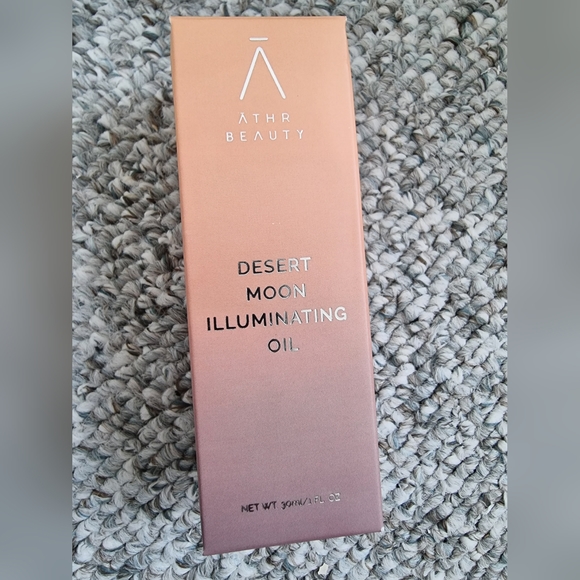 Ā
ĀTHR
BEAUTY
DESERT
MOON
ILLUMINATING
OIL
NET WT 30ml/1 FL OZ